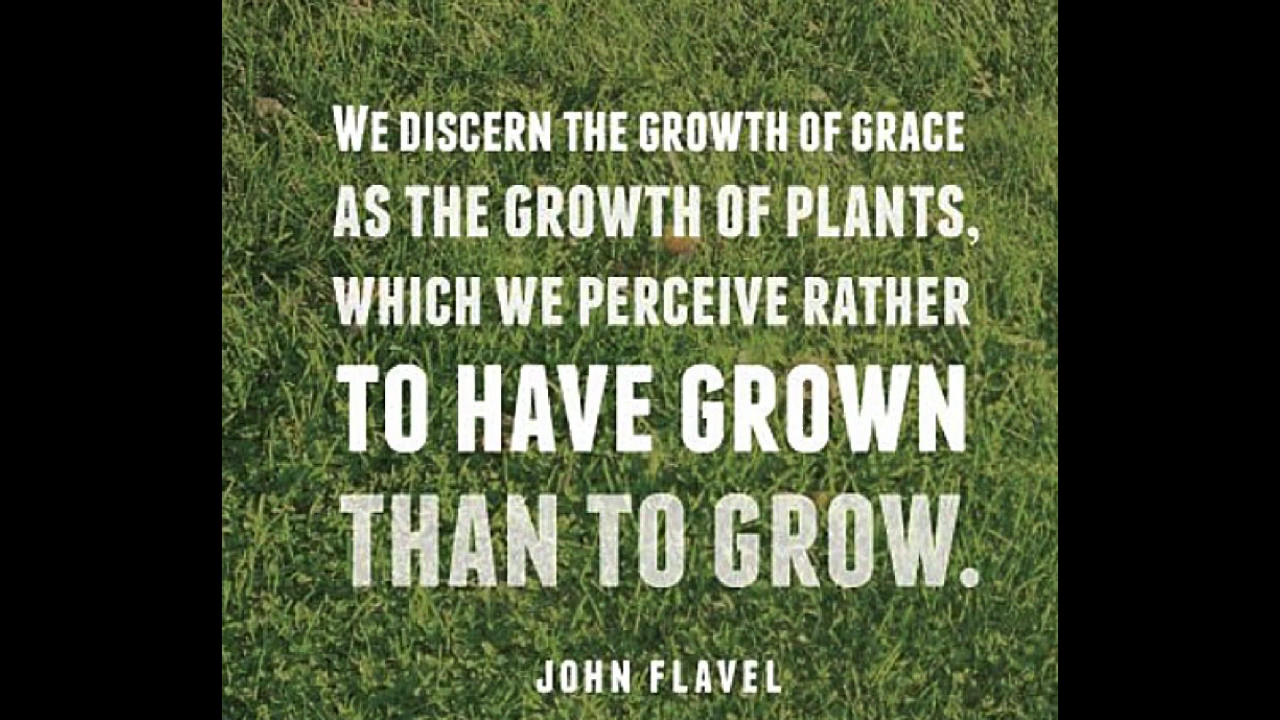 We discern the growth of grace
as the growth of plants,
which we perceive rather
to have grown
than to grow.
John Flavel